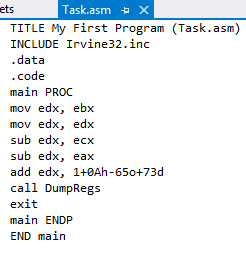 ets
Task.asm
TITLE My First Program (Task.asm)
INCLUDE Irvine32.inc
.data
.code
main PROC
mov edx, ebx
mov edx, edx
sub edx, ecx
sub edx, eax
add edx, 1+0Ah-65o+73d
call DumpRegs
exit
main ENDP
END main